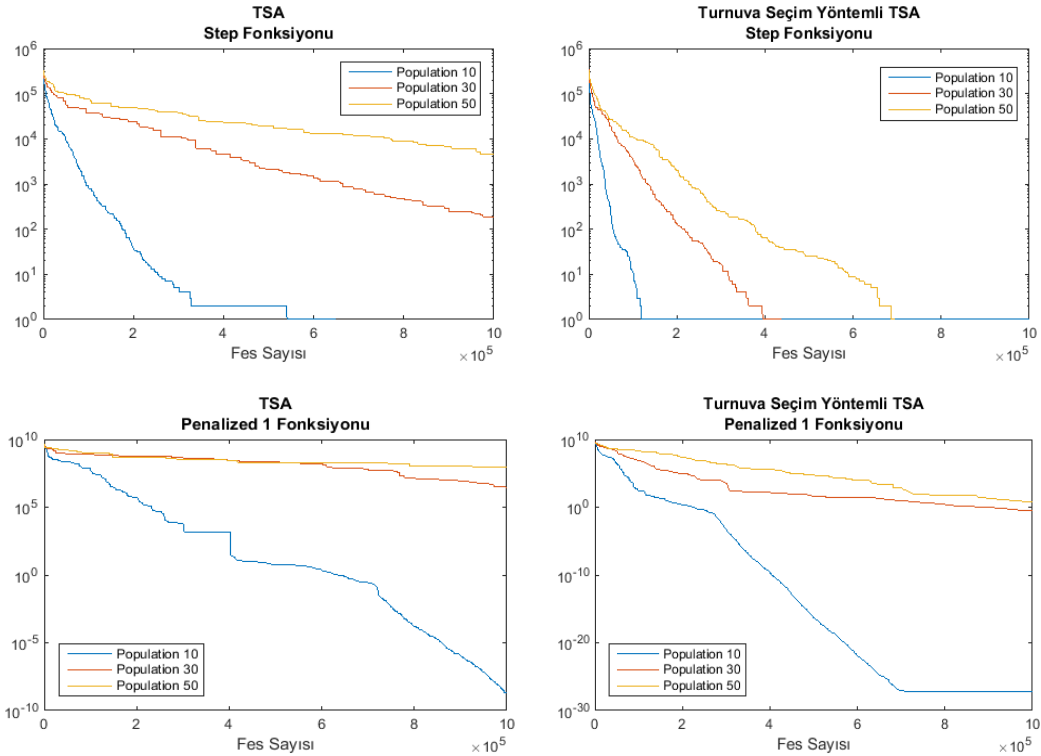 TSA
Step Fonksiyonu
10^6
10^5
10^4
10^3
10^2
10^1
10^0
Population 10
Population 30
Population 50
0
2
4
6
8
10
×10^5
Fes Sayısı
Turnuva Seçim Yöntemli TSA
Step Fonksiyonu
10^6
10^5
10^4
10^3
10^2
10^1
10^0
Population 10
Population 30
Population 50
0
2
4
6
8
10
×10^5
Fes Sayısı
TSA
Penalized 1 Fonksiyonu
10^10
10^5
10^0
10^-5
10^-10
Population 10
Population 30
Population 50
0
2
4
6
8
10
×10^5
Fes Sayısı
Turnuva Seçim Yöntemli TSA
Penalized 1 Fonksiyonu
10^10
10^0
10^-10
10^-20
10^-30
Population 10
Population 30
Population 50
0
2
4
6
8
10
×10^5
Fes Sayısı